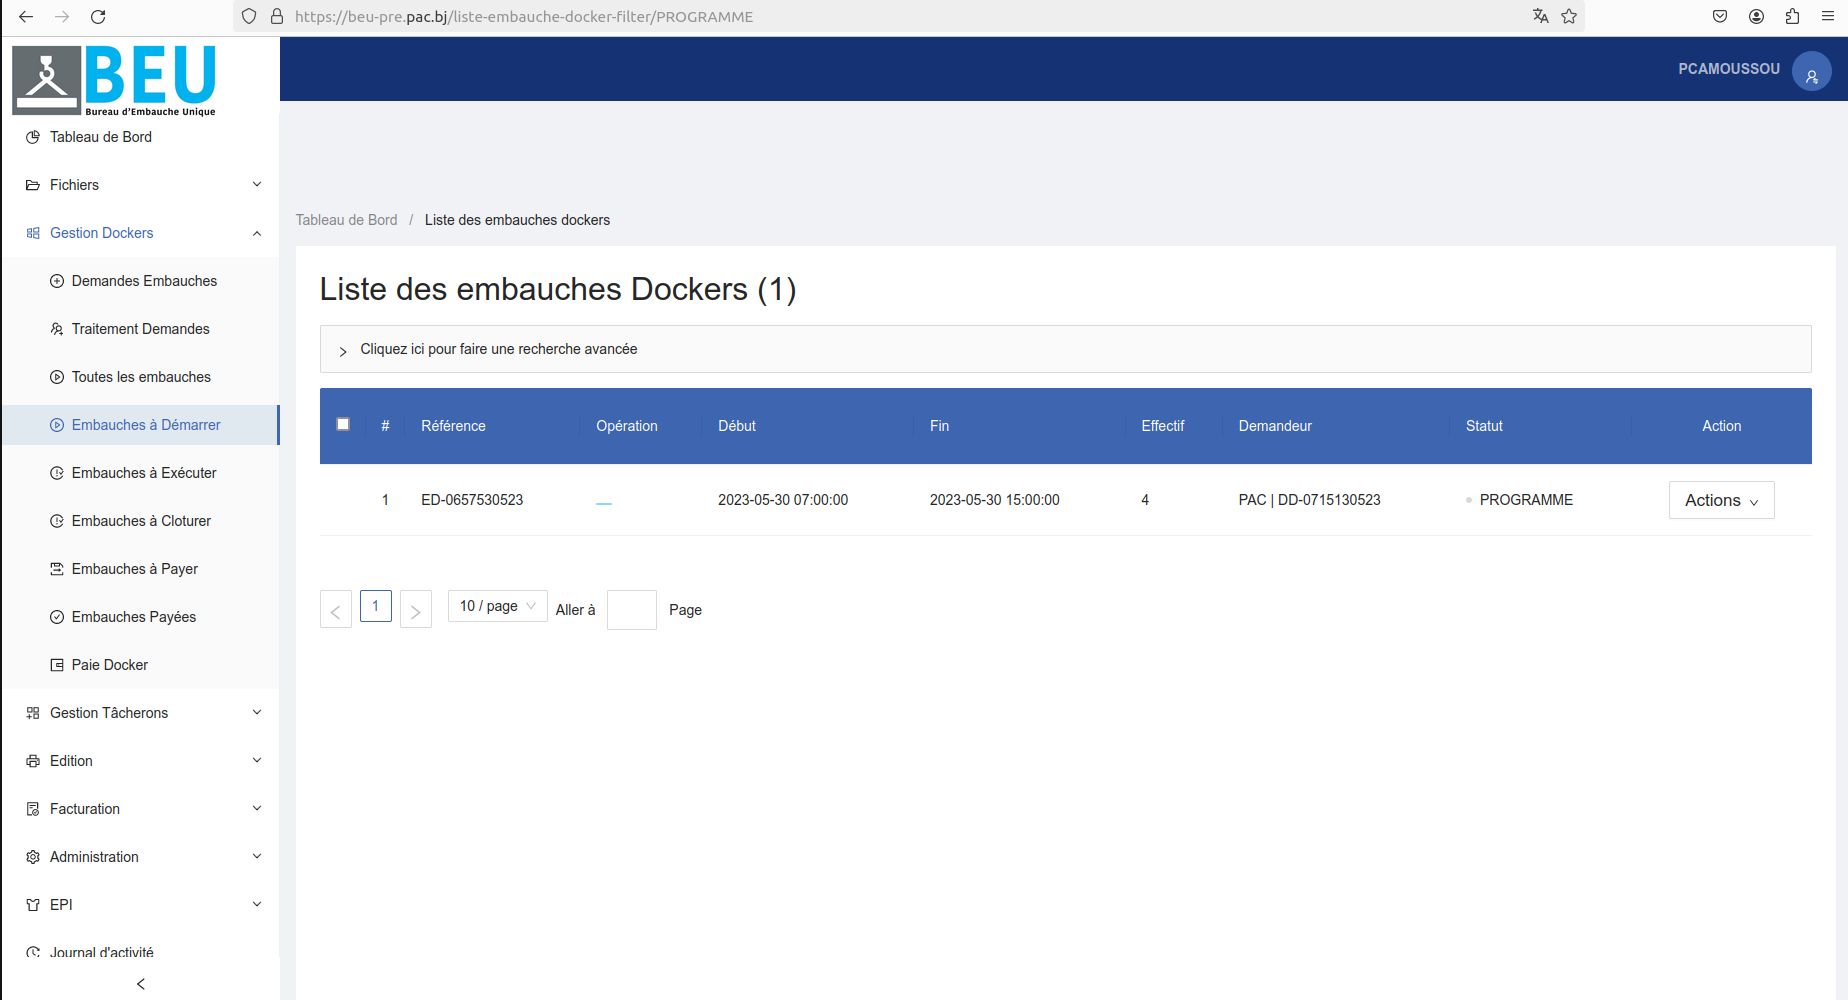 https://beu-pre.pac.bj/liste-embauche-docker-filter/PROGRAMME
BEU
Bureau d'Embauche Unique
PCAMOUSSOU
Tableau de Bord
Fichiers
Gestion Dockers
Demandes Embauches
Traitement Demandes
Toutes les embauches
Embauches à Démarrer
Embauches à Exécuter
Embauches à Cloturer
Embauches à Payer
Embauches Payées
Paie Docker
Gestion Tâcherons
Edition
Facturation
Administration
EPI
Journal d'activité
Tableau de Bord / Liste des embauches dockers
Liste des embauches Dockers (1)
Cliquez ici pour faire une recherche avancée
# Référence Opération Début Fin Effectif Demandeur Statut Action
1 ED-0657530523 2023-05-30 07:00:00 2023-05-30 15:00:00 4 PAC | DD-0715130523 PROGRAMME Actions
1 10 / page Aller à Page